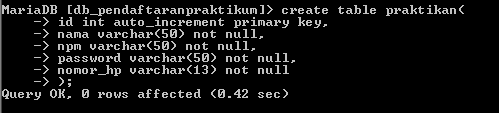 MariaDB [db_pendaftaranpraktikum]> create table praktikan(
    -> id int auto_increment primary key,
    -> nama varchar(50) not null,
    -> npm varchar(50) not null,
    -> password varchar(50) not null,
    -> nomor_hp varchar(13) not null
    -> );
Query OK, 0 rows affected (0.42 sec)